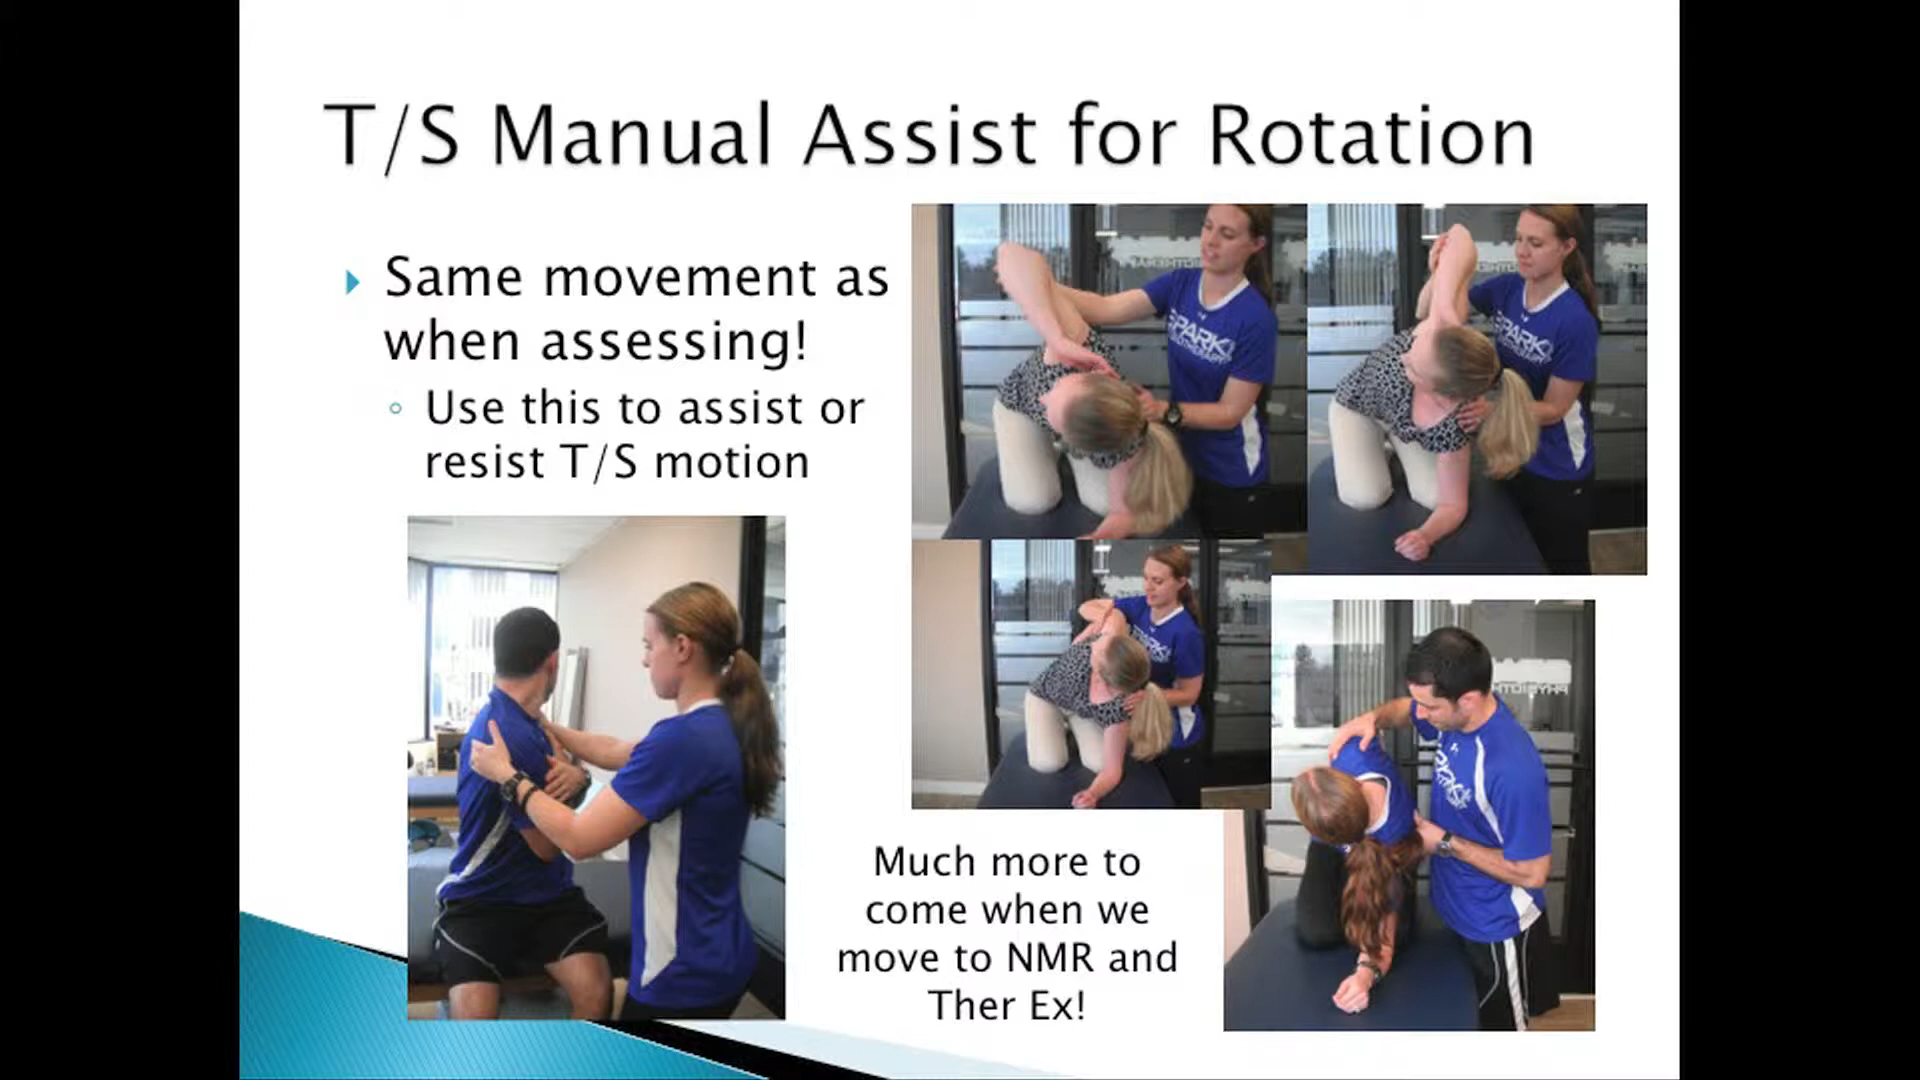 T/S Manual Assist for Rotation
Same movement as
when assessing!
Use this to assist or
resist T/S motion
Much more to
come when we
move to NMR and
Ther Ex!